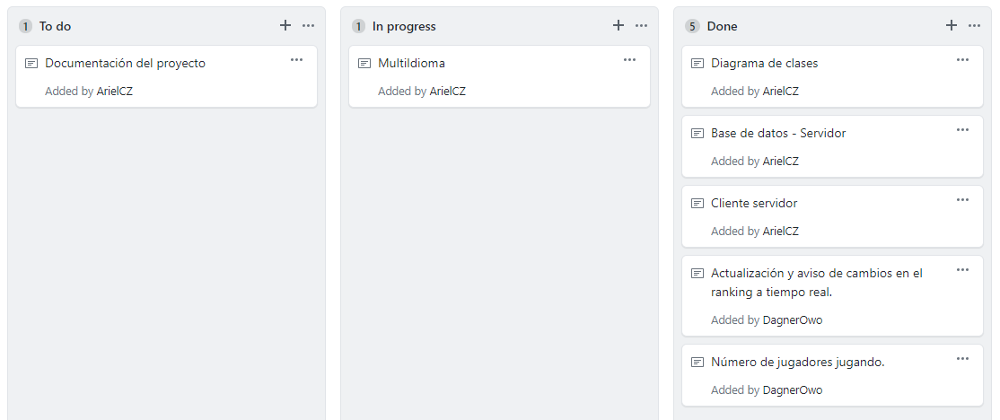 1 To do
Documentación del proyecto
Added by ArielCZ
1 In progress
MultiIdioma
Added by ArielCZ
5 Done
Diagrama de clases
Added by ArielCZ
Base de datos - Servidor
Added by ArielCZ
Cliente servidor
Added by ArielCZ
Actualización y aviso de cambios en el
ranking a tiempo real.
Added by DagnerOwo
Número de jugadores jugando.
Added by DagnerOwo